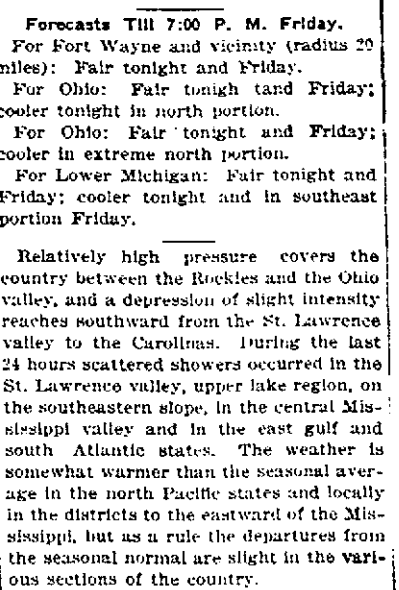 Forecasts Till 7:00 P. M. Friday.
For Fort Wayne and vicinity (radius 20
miles): Fair tonight and Friday.
For Ohio: Fair tonigh tand Friday;
cooler tonight in north portion.
For Ohio: Fair tonight and Friday;
cooler in extreme north portion.
For Lower Michigan: Fair tonight and
Friday; cooler tonight and in southeast
portion Friday.
Relatively high pressure covers the
country between the Rockies and the Ohio
valley, and a depression of slight intensity
reaches southward from the St. Lawrence
valley to the Carolinas. During the last
24 hours scattered showers occurred in the
St. Lawrence valley, upper lake region, on
the southeastern slope, in the central Mis-
sissippi valley and in the east gulf and
south Atlantic states. The weather is
somewhat warmer than the seasonal aver-
age in the north Pacific states and locally
in the districts to the eastward of the Mis-
sissippi, but as a rule the departures from
the seasonal normal are slight in the vari-
ous sections of the country.